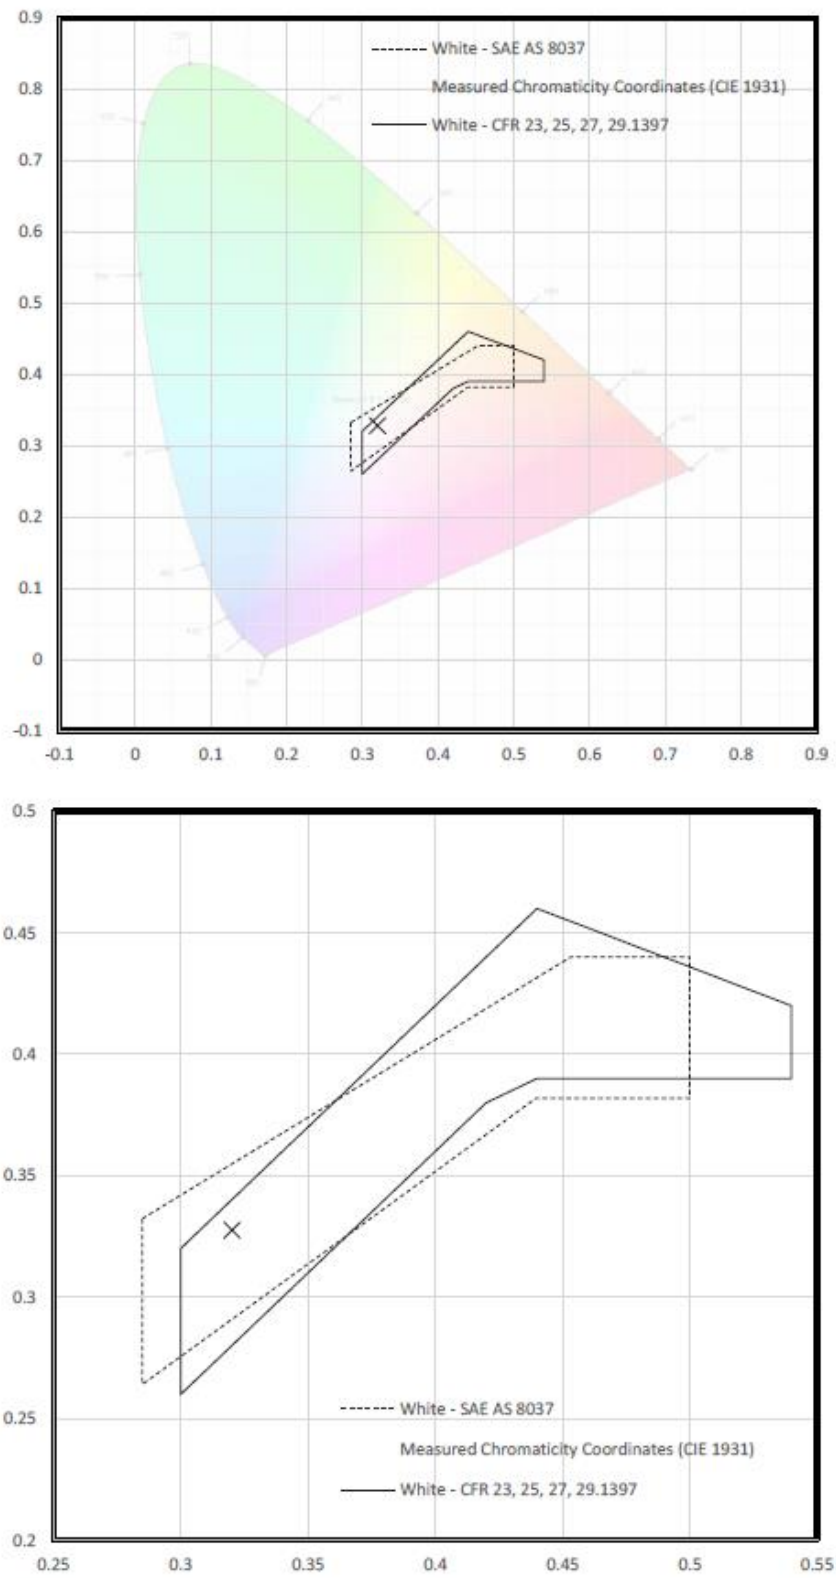 0.9
White - SAE AS 8037
0.8
Measured Chromaticity Coordinates (CIE 1931)
White - CFR 23, 25, 27, 29.1397
0.7
0.6
0.5
0.4
0.3
0.2
0.1
0
-0.1
-0.1 0 0.1 0.2 0.3 0.4 0.5 0.6 0.7 0.8 0.9
0.5
0.45
0.4
0.35
0.3
0.25
White - SAE AS 8037
Measured Chromaticity Coordinates (CIE 1931)
White - CFR 23, 25, 27, 29.1397
0.2
0.25 0.3 0.35 0.4 0.45 0.5 0.55